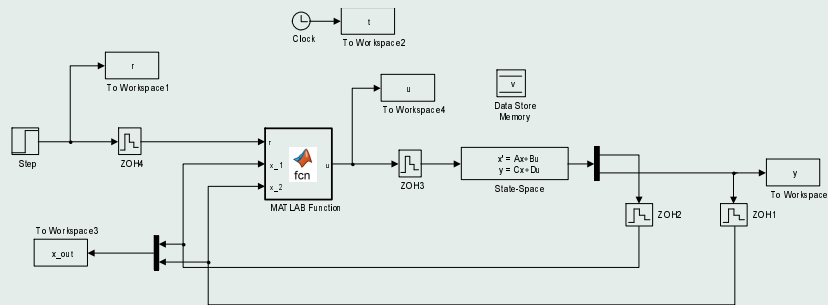 t
Clock
To Workspace2
r
To Workspace1
u
To Workspace4
v
Data Store
Memory
Step
ZOH4
r
x_1
x_2
fcn
u
MATLAB Function
ZOH3
x' = Ax+Bu
y = Cx+Du
State-Space
y
To Workspace
ZOH2
ZOH1
To Workspace3
x_out